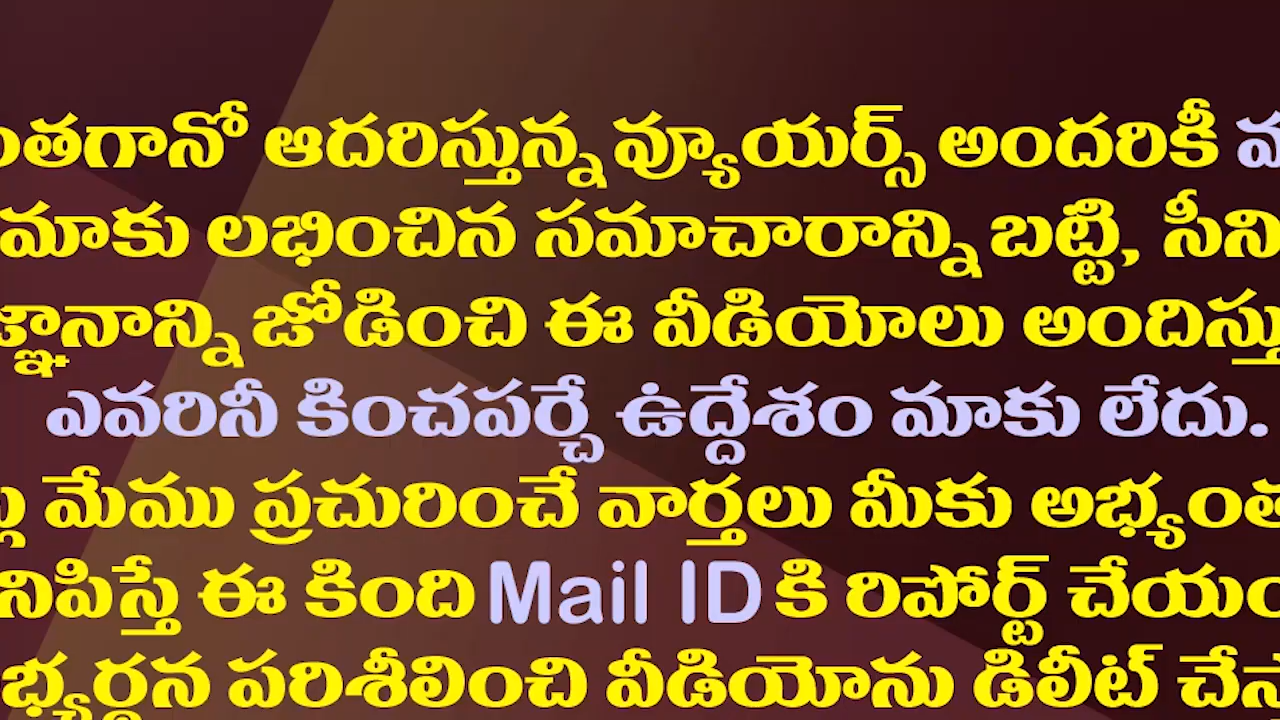 ంతగానో ఆదరిస్తున్న వ్యూయర్స్ అందరికీ
మాకు లభించిన సమాచారాన్ని బట్టి, సీని
జ్ఞానాన్ని జోడించి ఈ వీడియోలు అందిస్తు
ఎవరినీ కించపర్చే ఉద్దేశం మాకు లేదు.
మేము ప్రచురించే వార్తలు మీకు అభ్యంత
నిపిస్తే ఈ కింది Mail ID కి రిపోర్ట్ చేయం
భ్యర్థన పరిశీలించి వీడియోను డిలీట్ చేస